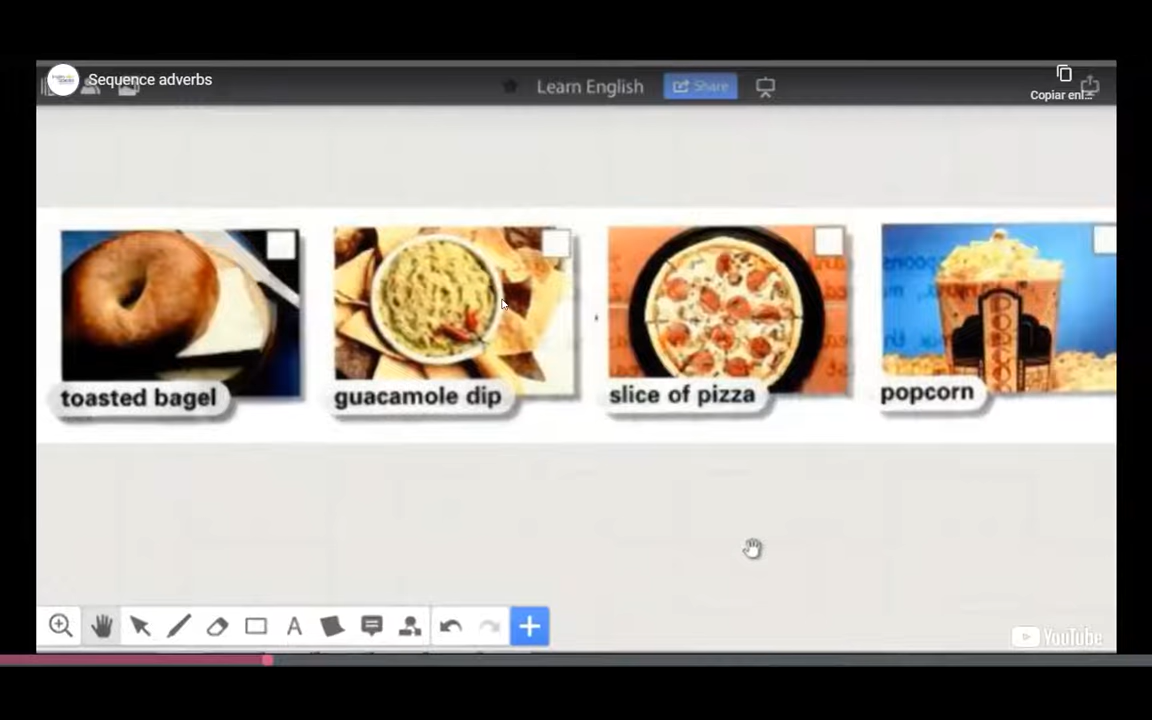 Sequence adverbs
Learn English
Share
Copiar enl...
toasted bagel
guacamole dip
slice of pizza
popcorn
A
YouTube